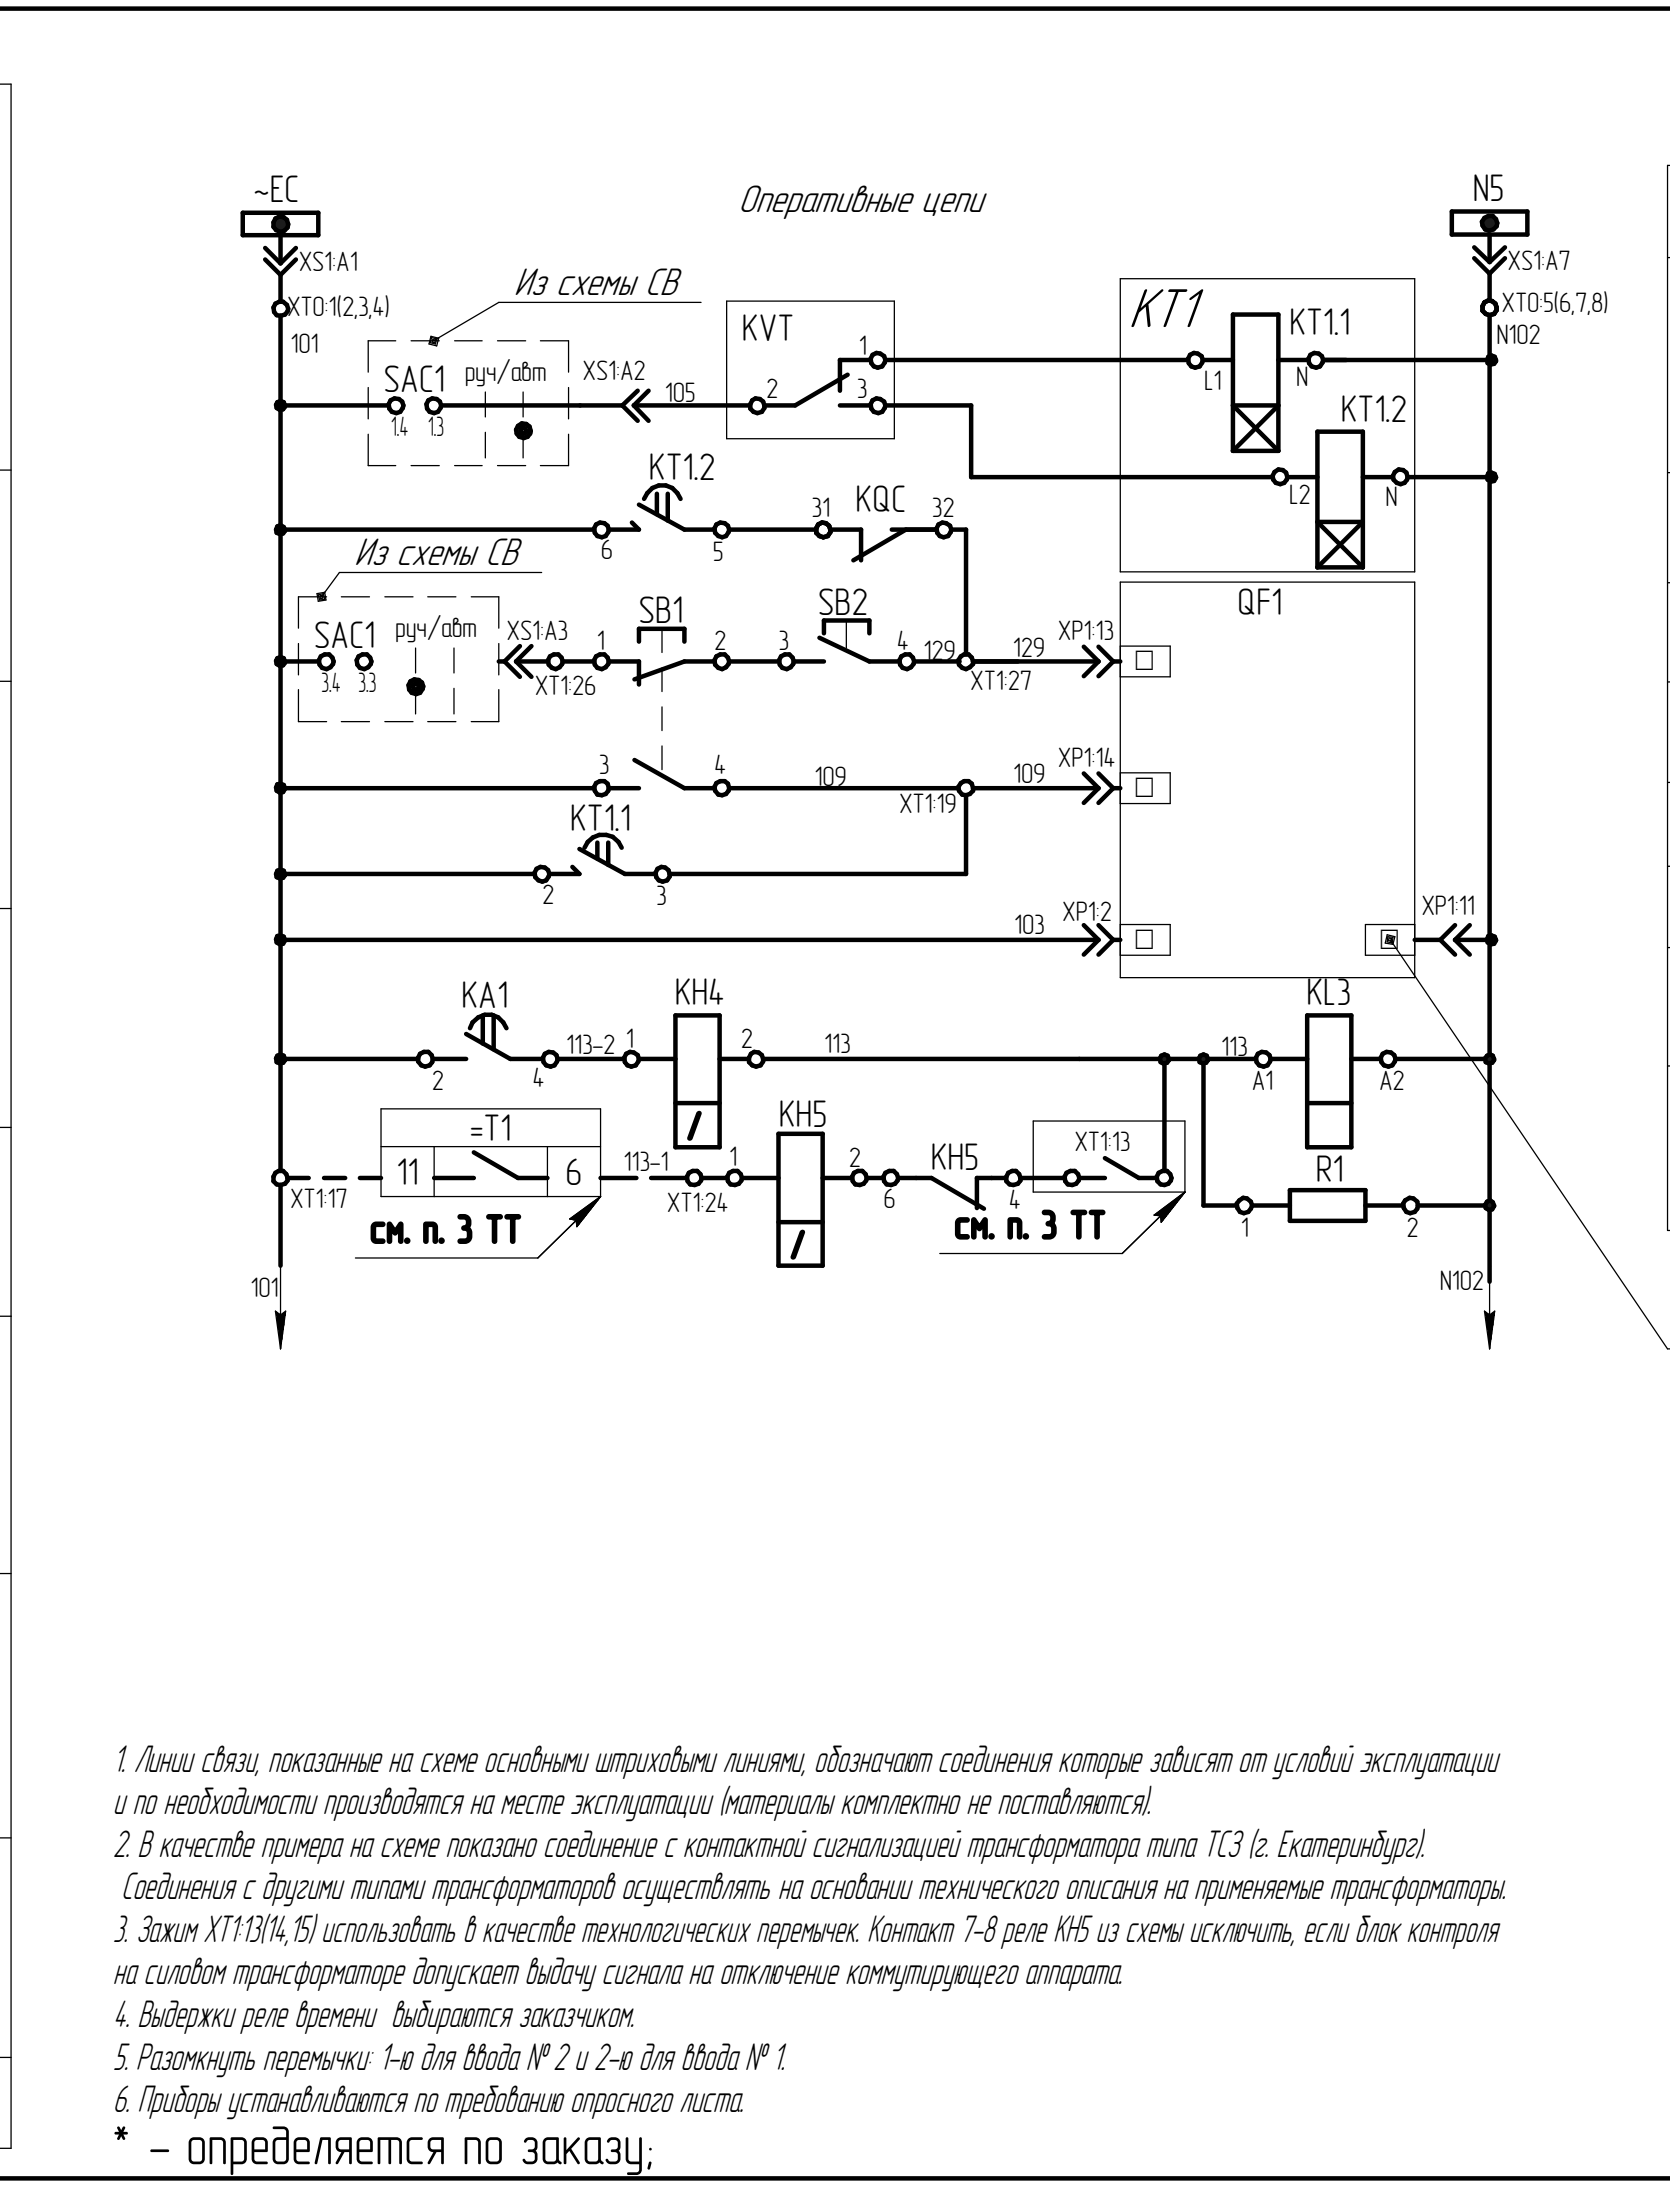 ~ЕС
N5
Оперативные цепи
XS1:A1
XS1:A7
Из схемы СВ
XT0:1(2,3,4)
XT0:5(6,7,8)
101
N102
KVT
KT1
KT1.1
SAC1
руч/авт
XS1:A2
105
1.4
1.3
2
1
3
L1
N
KT1.2
L2
N
KT1.2
6
5
31
KQC
32
Из схемы СВ
QF1
SAC1
руч/авт
XS1:A3
3.4
3.3
XT1:26
1
SB1
2
3
SB2
4
129
XT1:27
129
XP1:13
3
4
109
XT1:19
109
XP1:14
KT1.1
2
3
103
XP1:2
XP1:11
KA1
2
4
113-2
1
KH4
2
113
113
A1
KL3
A2
=T1
11
6
XT1:17
см. п. 3 ТТ
113-1
XT1:24
1
KH5
2
6
KH5
4
XT1:13
см. п. 3 ТТ
R1
1
2
101
N102
1. Линии связи, показанные на схеме основными штриховыми линиями, обозначают соединения которые зависят от условий эксплуатации
и по необходимости производятся на месте эксплуатации (материалы комплектно не поставляются).
2. В качестве примера на схеме показано соединение с контактной сигнализацией трансформатора типа ТСЗ (г. Екатеринбург).
Соединения с другими типами трансформаторов осуществлять на основании технического описания на применяемые трансформаторы.
3. Зажим XT1:13(14,15) использовать в качестве технологических перемычек. Контакт 7-8 реле КН5 из схемы исключить, если блок контроля
на силовом трансформаторе допускает выдачу сигнала на отключение коммутирующего аппарата.
4. Выдержки реле времени выбираются заказчиком.
5. Разомкнуть перемычки: 1-ю для ввода № 2 и 2-ю для ввода № 1.
6. Приборы устанавливаются по требованию опросного листа.
* – определяется по заказу;